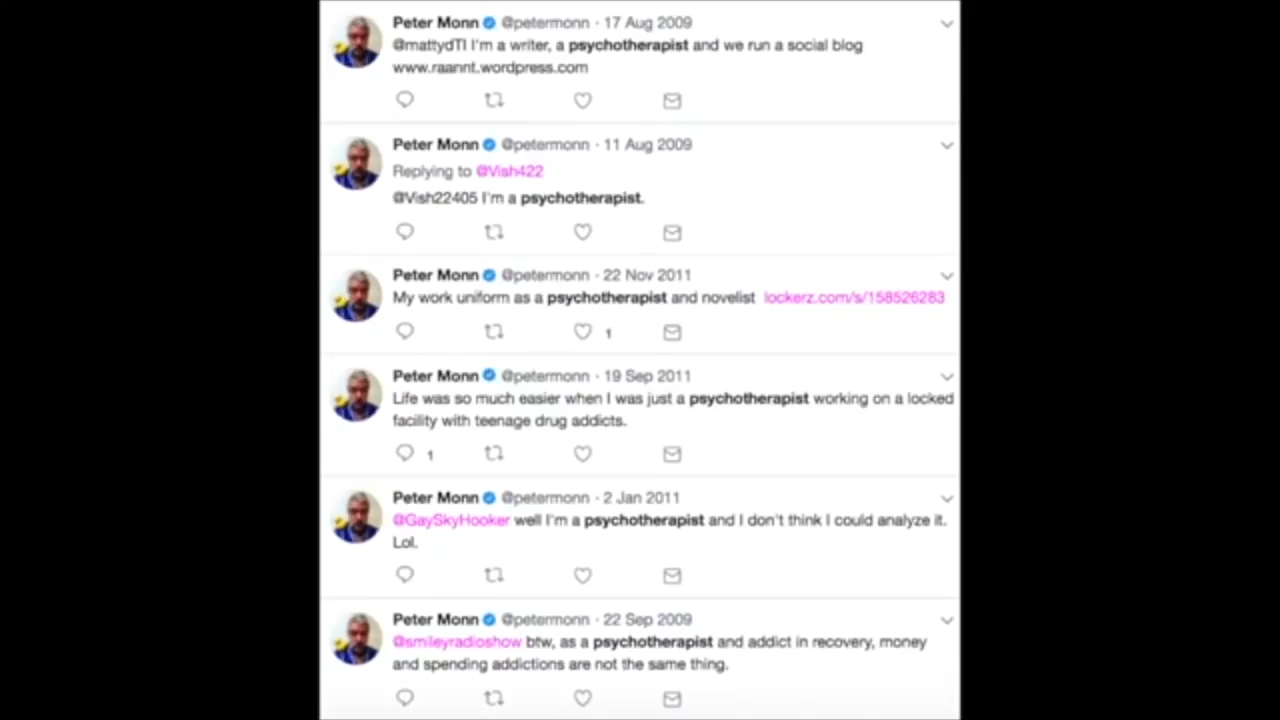 Peter Monn @petermonn · 17 Aug 2009
@mattydTI I'm a writer, a psychotherapist and we run a social blog
www.raannt.wordpress.com
Peter Monn @petermonn · 11 Aug 2009
Replying to @Vish422
@Vish22405 I'm a psychotherapist.
Peter Monn @petermonn · 22 Nov 2011
My work uniform as a psychotherapist and novelist lockerz.com/s/158526283
1
Peter Monn @petermonn · 19 Sep 2011
Life was so much easier when I was just a psychotherapist working on a locked
facility with teenage drug addicts.
1
Peter Monn @petermonn · 2 Jan 2011
@GaySkyHooker well I'm a psychotherapist and I don't think I could analyze it.
Lol.
Peter Monn @petermonn · 22 Sep 2009
@smileyradioshow btw, as a psychotherapist and addict in recovery, money
and spending addictions are not the same thing.